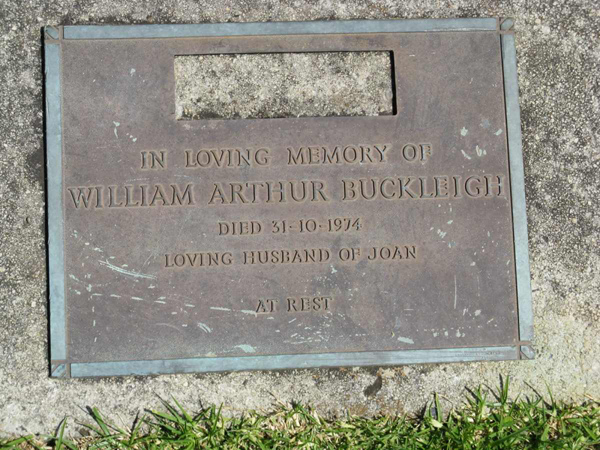 IN LOVING MEMORY OF
WILLIAM ARTHUR BUCKLEIGH
DIED 31-10-1974
LOVING HUSBAND OF JOAN
AT REST